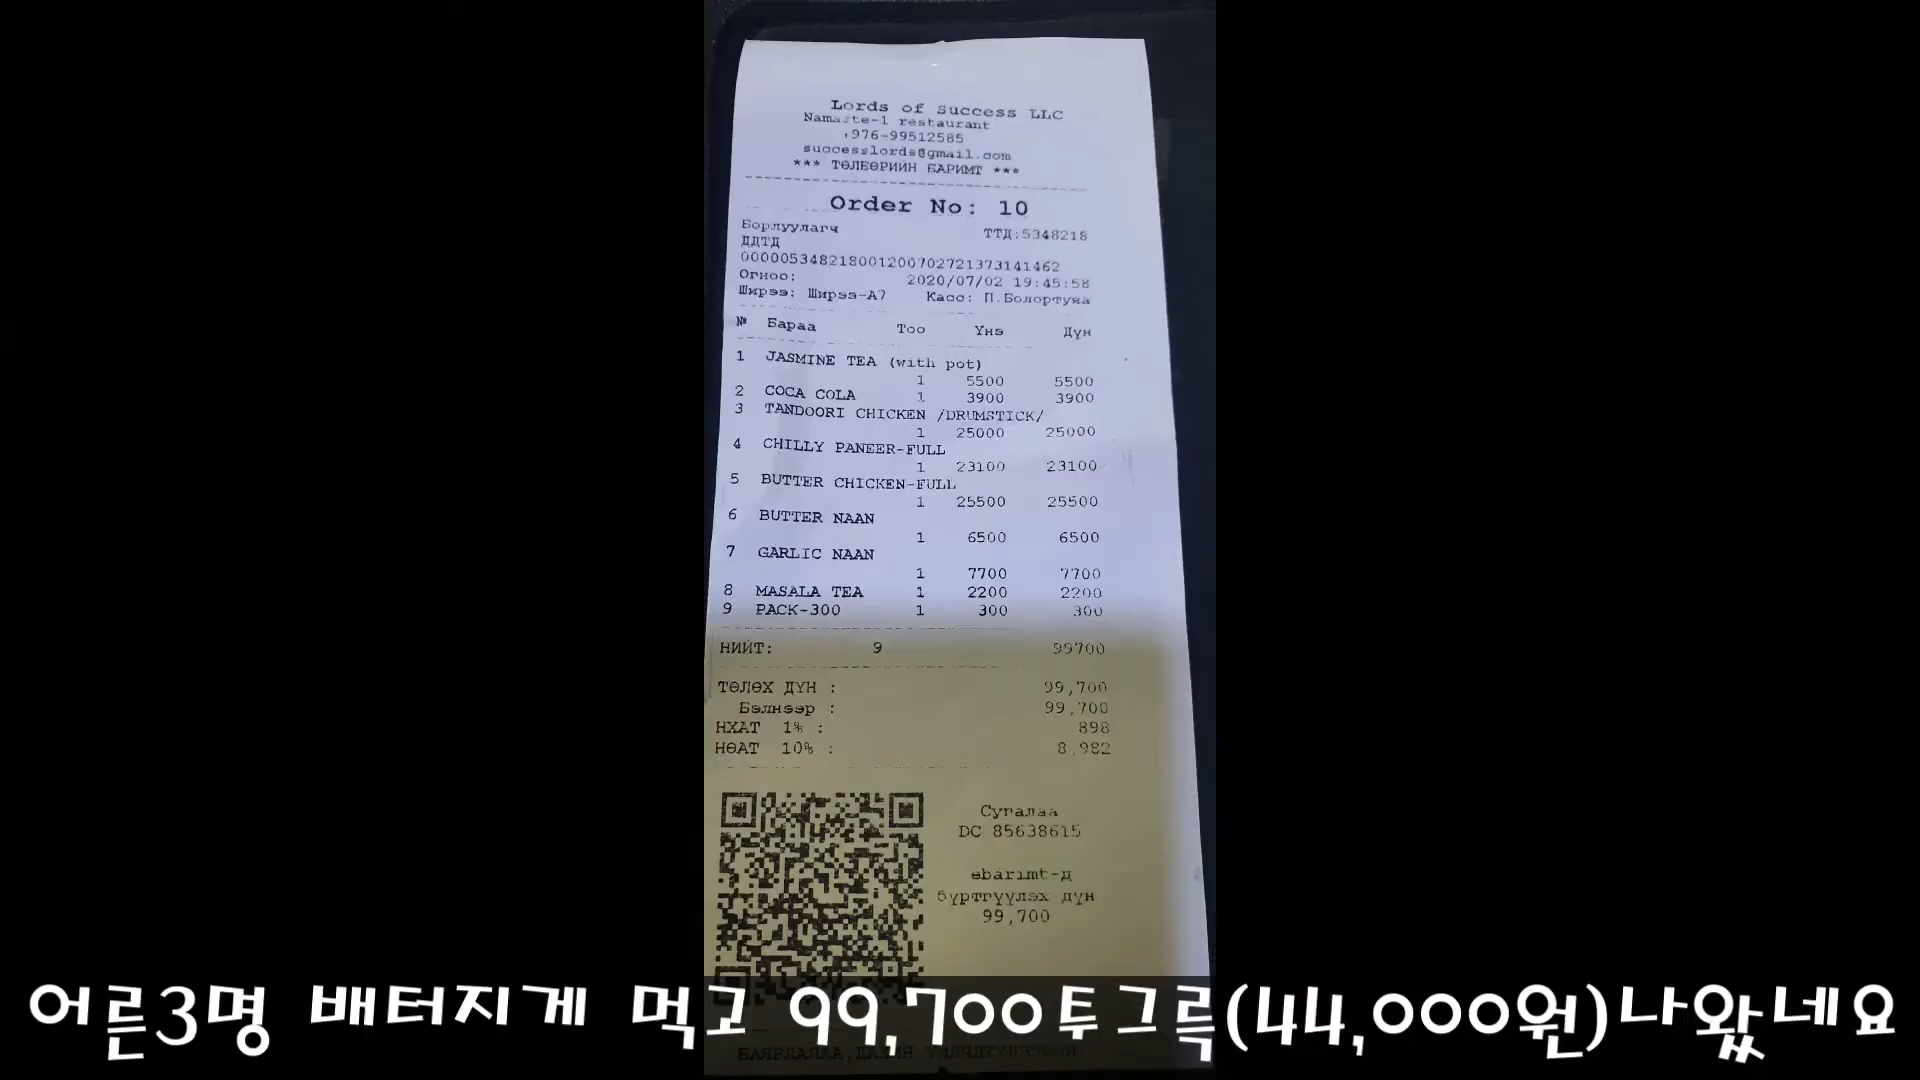 Lords of Success LLC
Namaste-1 restaurant
+976-99512585
successlords@gmail.com
*** ТӨЛБӨРИЙН БАРИМТ ***
Order No: 10
Борлуулагч ТТД:5348218
ДДТД
000005348218001200702721373141462
Огноо: 2020/07/02 19:45:58
Ширээ: Ширээ-А7 Касс: П.Болортуяа
№ Бараа Тоо Үнэ Дүн
1 JASMINE TEA (with pot)
1 5500 5500
2 COCA COLA 1 3900 3900
3 TANDOORI CHICKEN /DRUMSTICK/
1 25000 25000
4 CHILLY PANEER-FULL
1 23100 23100
5 BUTTER CHICKEN-FULL
1 25500 25500
6 BUTTER NAAN
1 6500 6500
7 GARLIC NAAN
1 7700 7700
8 MASALA TEA 1 2200 2200
9 PACK-300 1 300 300
НИЙТ: 9 99700
ТӨЛӨХ ДҮН : 99,700
Бэлнээр : 99,700
НХАТ 1% : 898
НӨАТ 10% : 8,982
Сугалаа
DC 85638615
ebarimt-д
бүртгүүлэх дүн
99,700
어른3명 배터지게 먹고 99,700투그릭(44,000원)나왔네요
БАЯРЛАЛАА,ДАХИН